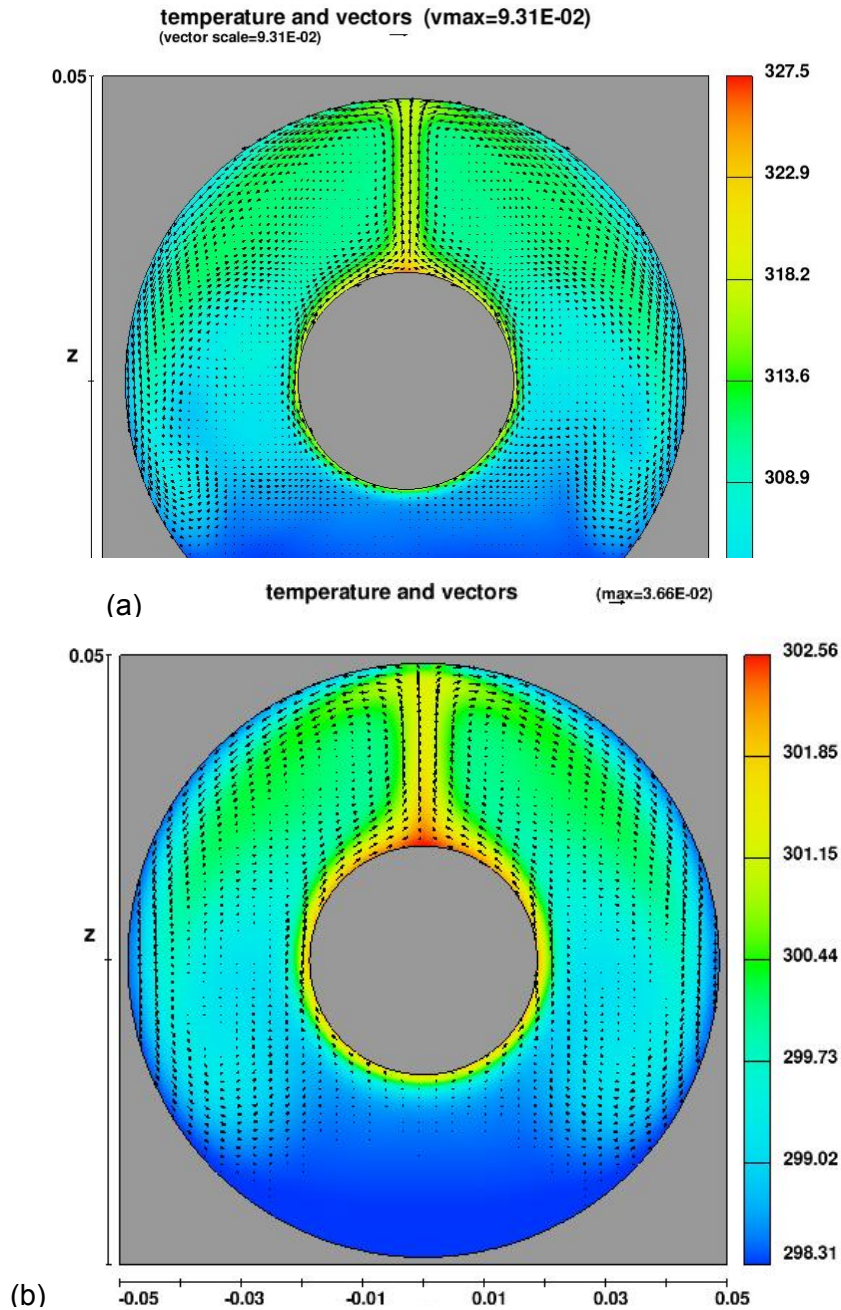 temperature and vectors (vmax=9.31E-02)
(vector scale=9.31E-02)
0.05
z
327.5
322.9
318.2
313.6
308.9
(a)
temperature and vectors (max=3.66E-02)
0.05
z
302.56
301.85
301.15
300.44
299.73
299.02
298.31
(b)
-0.05 -0.03 -0.01 0.01 0.03 0.05